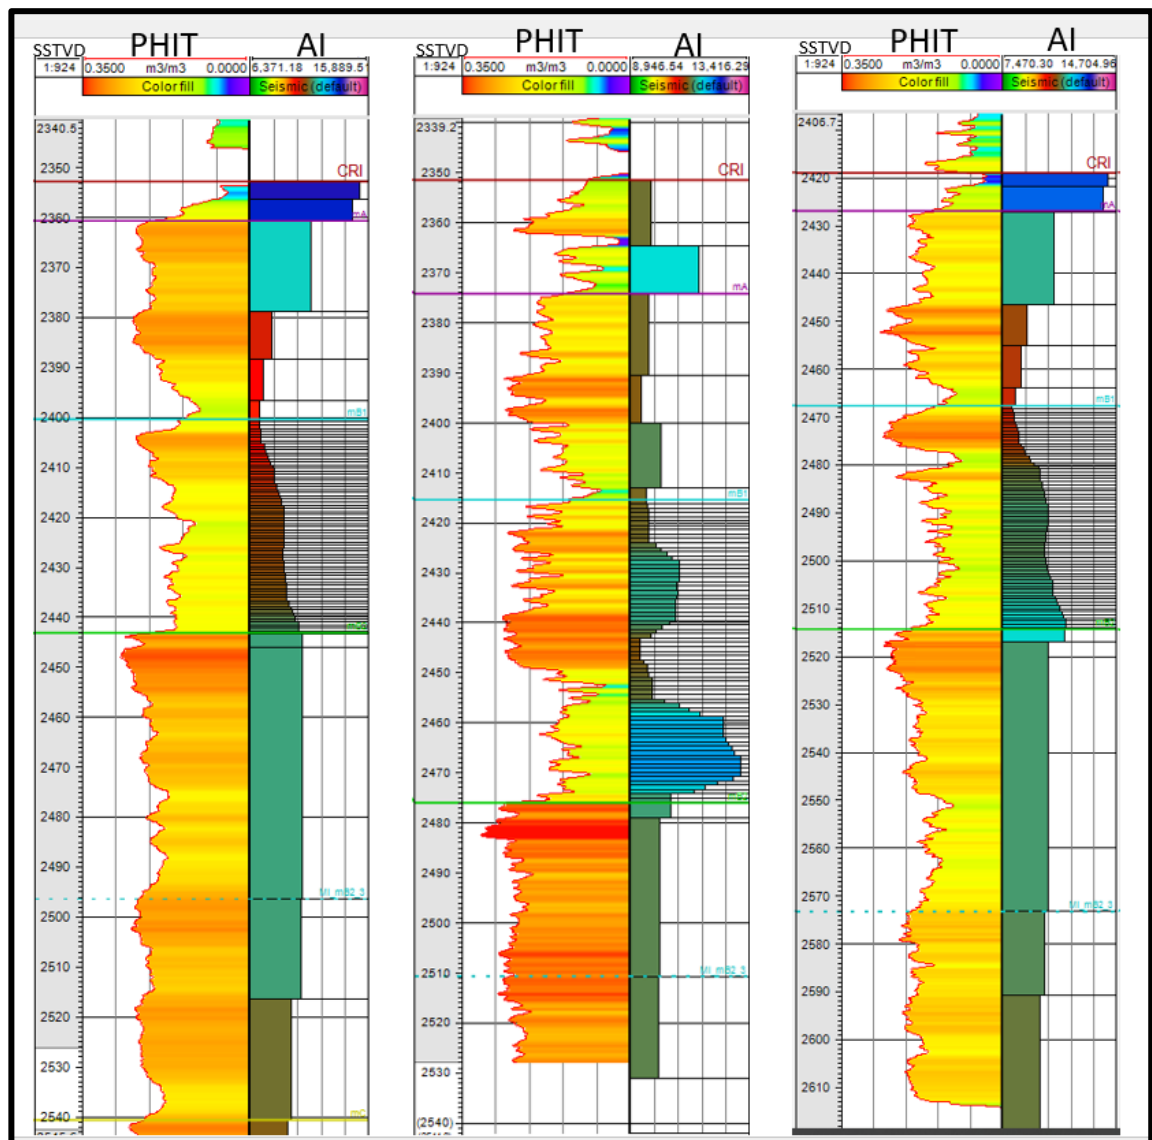 SSTVD PHIT AI
1:924 0.3500 m3/m3 0.0000 5,371.18 15,889.51
Color fill Seismic (default)
2340.5
2350
CRI
2360
mA
2370
2380
2390
2400
mB1
2410
2420
2430
2440
2450
2460
2470
2480
2490
MI_mB2_3
2500
2510
2520
2530
2540
mC
SSTVD PHIT AI
1:924 0.3500 m3/m3 0.0000 8,946.54 13,416.29
Color fill Seismic (default)
2339.2
2350
CRI
2360
2370
mA
2380
2390
2400
2410
mB1
2420
2430
2440
2450
2460
2470
2480
2490
2500
2510
MI_mB2_3
2520
2530
(2540)
SSTVD PHIT AI
1:924 0.3500 m3/m3 0.0000 7,470.30 14,704.96
Color fill Seismic (default)
2406.7
CRI
2420
mA
2430
2440
2450
2460
mB1
2470
2480
2490
2500
2510
2520
2530
2540
2550
2560
2570
MI_mB2_3
2580
2590
2600
2610